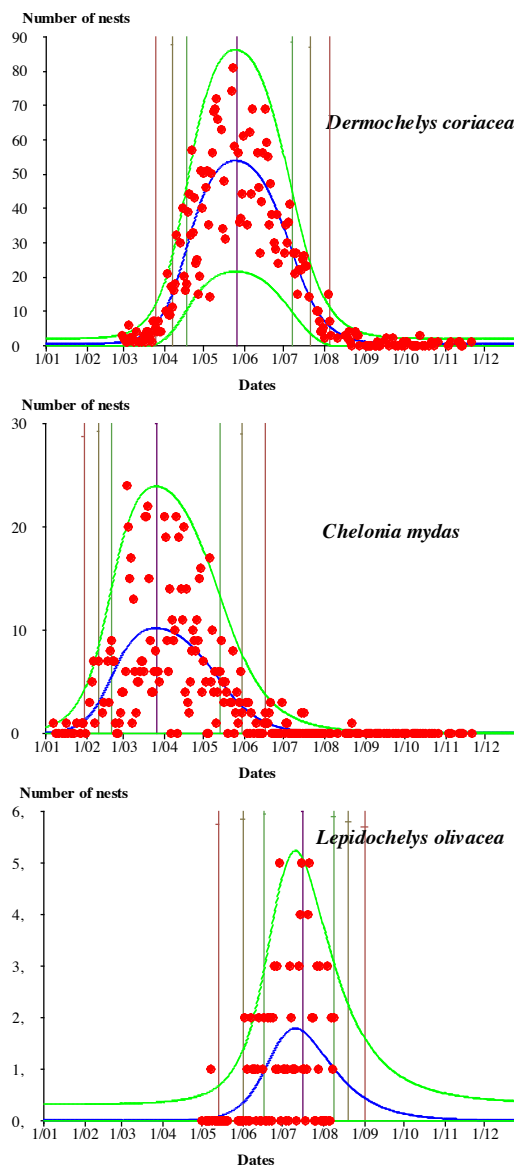 Number of nests
90
80
70
60
50
40
30
20
10
0
Dermochelys coriacea
1/01 1/02 1/03 1/04 1/05 1/06 1/07 1/08 1/09 1/10 1/11 1/12
Dates
Number of nests
30
20
10
0
Chelonia mydas
1/01 1/02 1/03 1/04 1/05 1/06 1/07 1/08 1/09 1/10 1/11 1/12
Dates
Number of nests
6,
5,
4,
3,
2,
1,
0,
Lepidochelys olivacea
1/01 1/02 1/03 1/04 1/05 1/06 1/07 1/08 1/09 1/10 1/11 1/12
Dates